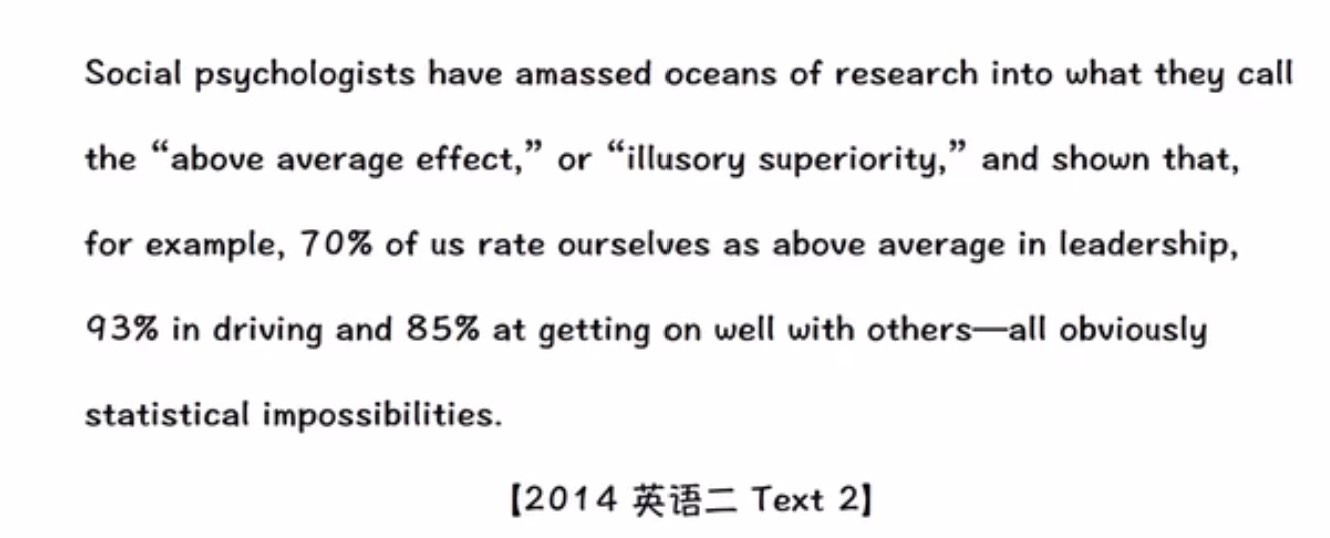 Social psychologists have amassed oceans of research into what they call
the “above average effect,” or “illusory superiority,” and shown that,
for example, 70% of us rate ourselves as above average in leadership,
93% in driving and 85% at getting on well with others—all obviously
statistical impossibilities.
【2014 英语二 Text 2】